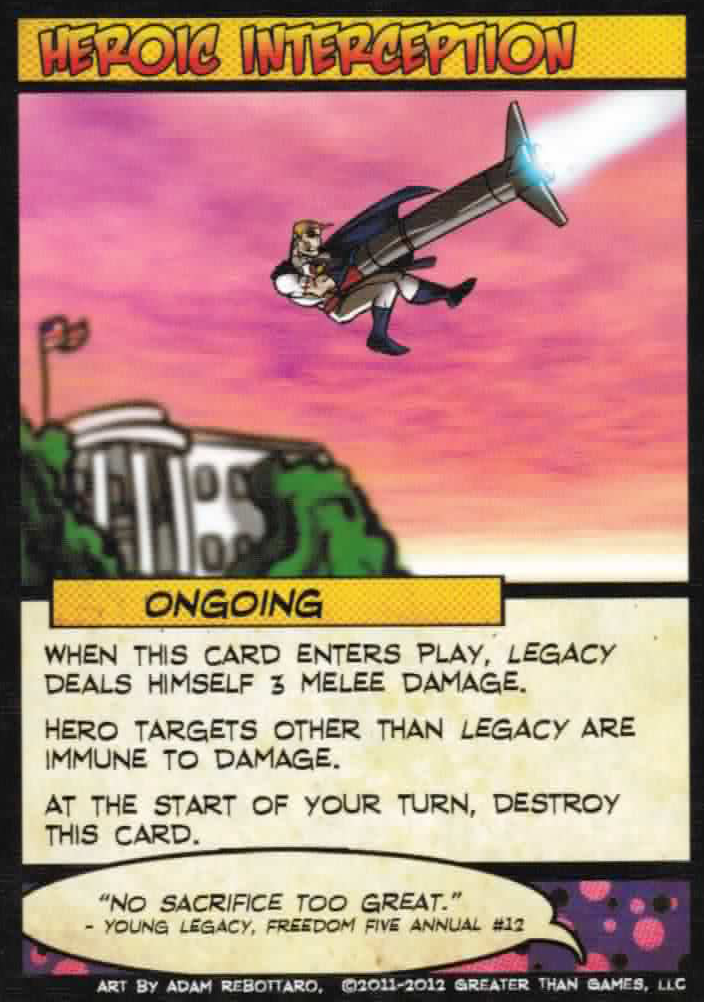 HEROIC INTERCEPTION
ONGOING
WHEN THIS CARD ENTERS PLAY, LEGACY
DEALS HIMSELF 3 MELEE DAMAGE.
HERO TARGETS OTHER THAN LEGACY ARE
IMMUNE TO DAMAGE.
AT THE START OF YOUR TURN, DESTROY
THIS CARD.
"NO SACRIFICE TOO GREAT."
- YOUNG LEGACY, FREEDOM FIVE ANNUAL #12
ART BY ADAM REBOTTARO, ©2011-2012 GREATER THAN GAMES, LLC